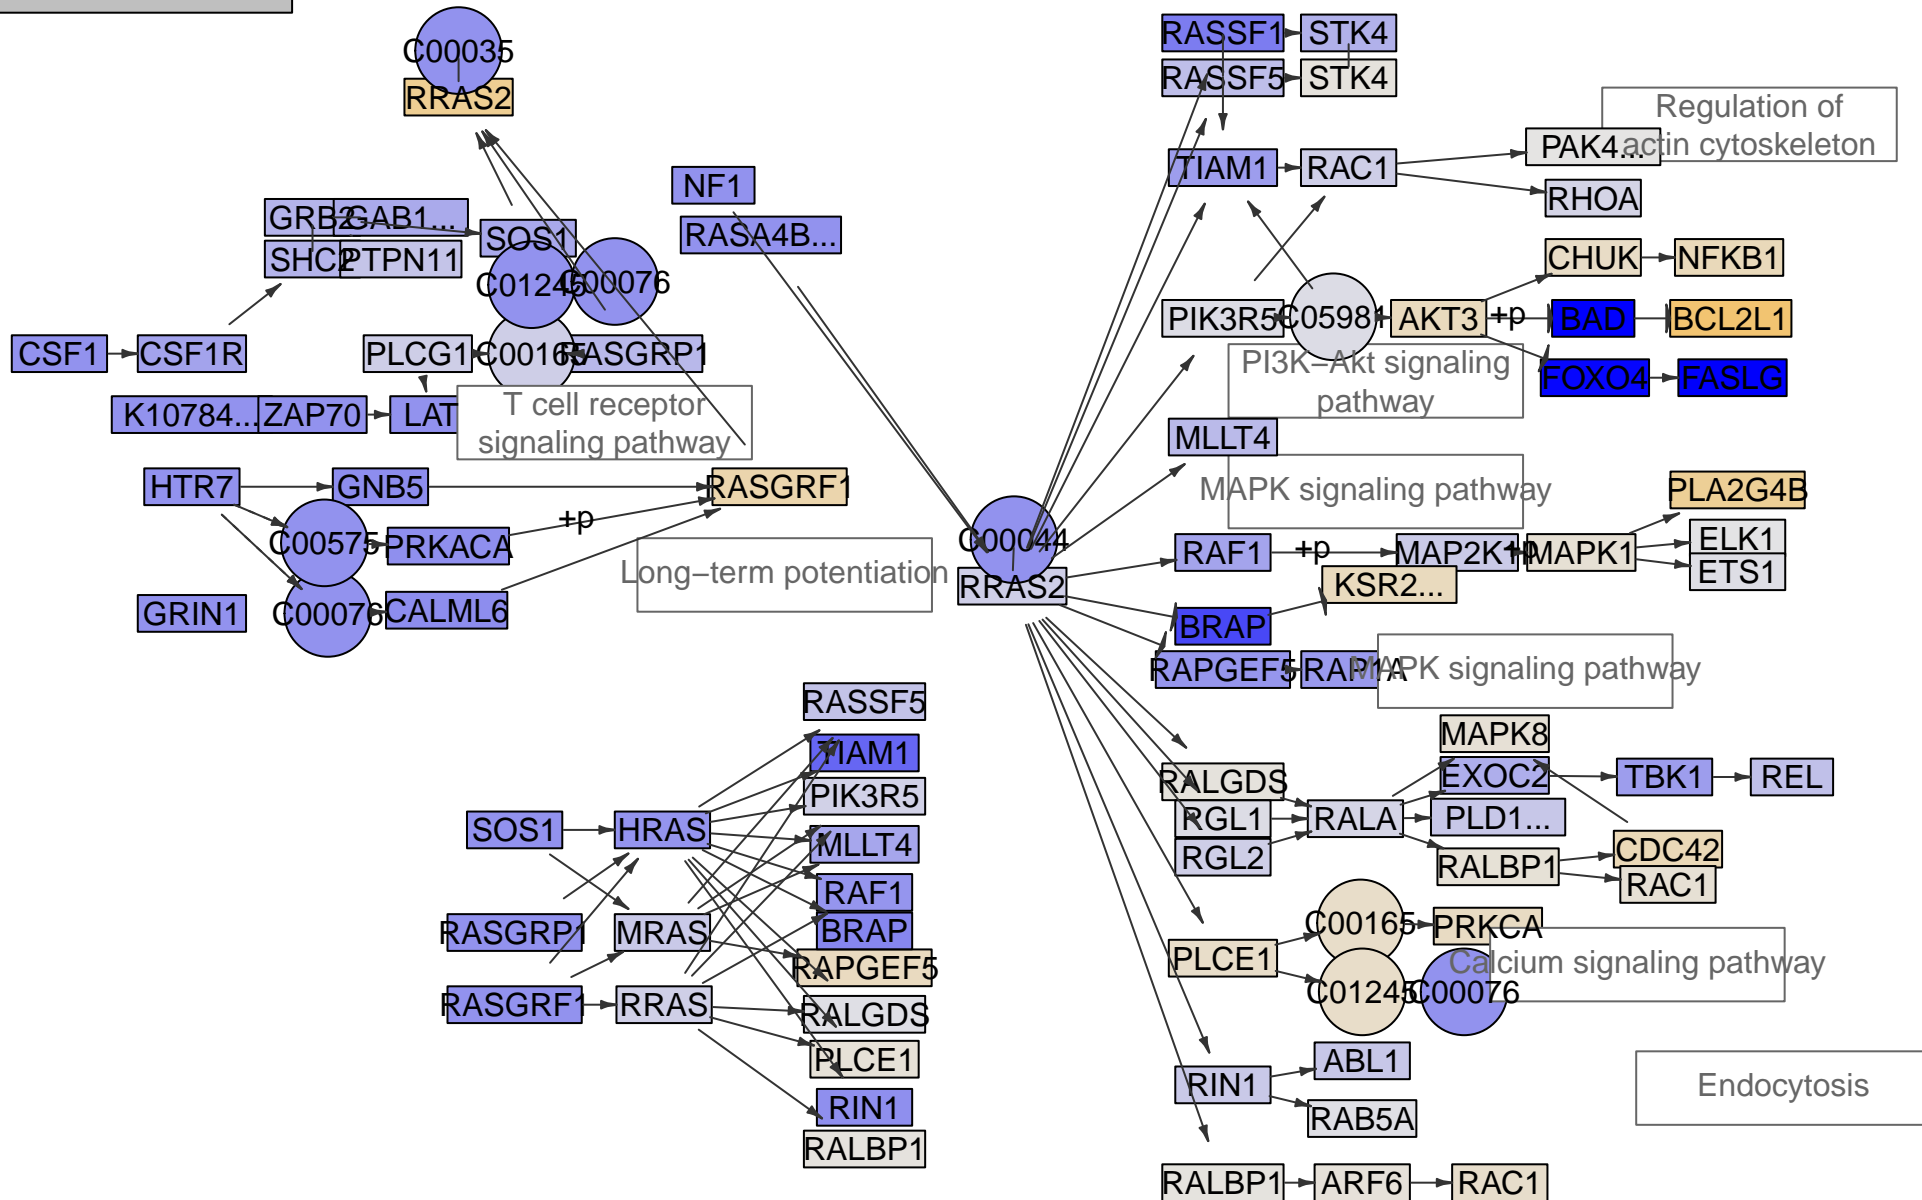 C00035
RRAS2
NF1
RASA4B...
GRB2
GAB1...
SOS1
SHC2
PTPN11
C01245
C00076
CSF1
CSF1R
PLCG1
C00165
RASGRP1
K10784...
ZAP70
LAT
T cell receptor
signaling pathway
HTR7
GNB5
RASGRF1
C00575
PRKACA
+p
GRIN1
C00076
CALML6
Long–term potentiation
C00044
RRAS2
RASSF1
STK4
RASSF5
STK4
Regulation of
actin cytoskeleton
TIAM1
RAC1
PAK4...
RHOA
CHUK
NFKB1
PIK3R5
C05981
AKT3
+p
BAD
BCL2L1
PI3K–Akt signaling
pathway
FOXO4
FASLG
MLLT4
MAPK signaling pathway
PLA2G4B
RAF1
+p
MAP2K1
+p
MAPK1
ELK1
ETS1
KSR2...
BRAP
RAPGEF5
RAP1A
MAPK signaling pathway
RASSF5
TIAM1
PIK3R5
SOS1
HRAS
MLLT4
RAF1
RASGRP1
MRAS
BRAP
RAPGEF5
RASGRF1
RRAS
RALGDS
PLCE1
RIN1
RALBP1
MAPK8
RALGDS
EXOC2
TBK1
REL
RGL1
RALA
PLD1...
RGL2
RALBP1
CDC42
RAC1
C00165
PRKCA
PLCE1
Calcium signaling pathway
C01245
C00076
ABL1
RIN1
RAB5A
Endocytosis
RALBP1
ARF6
RAC1